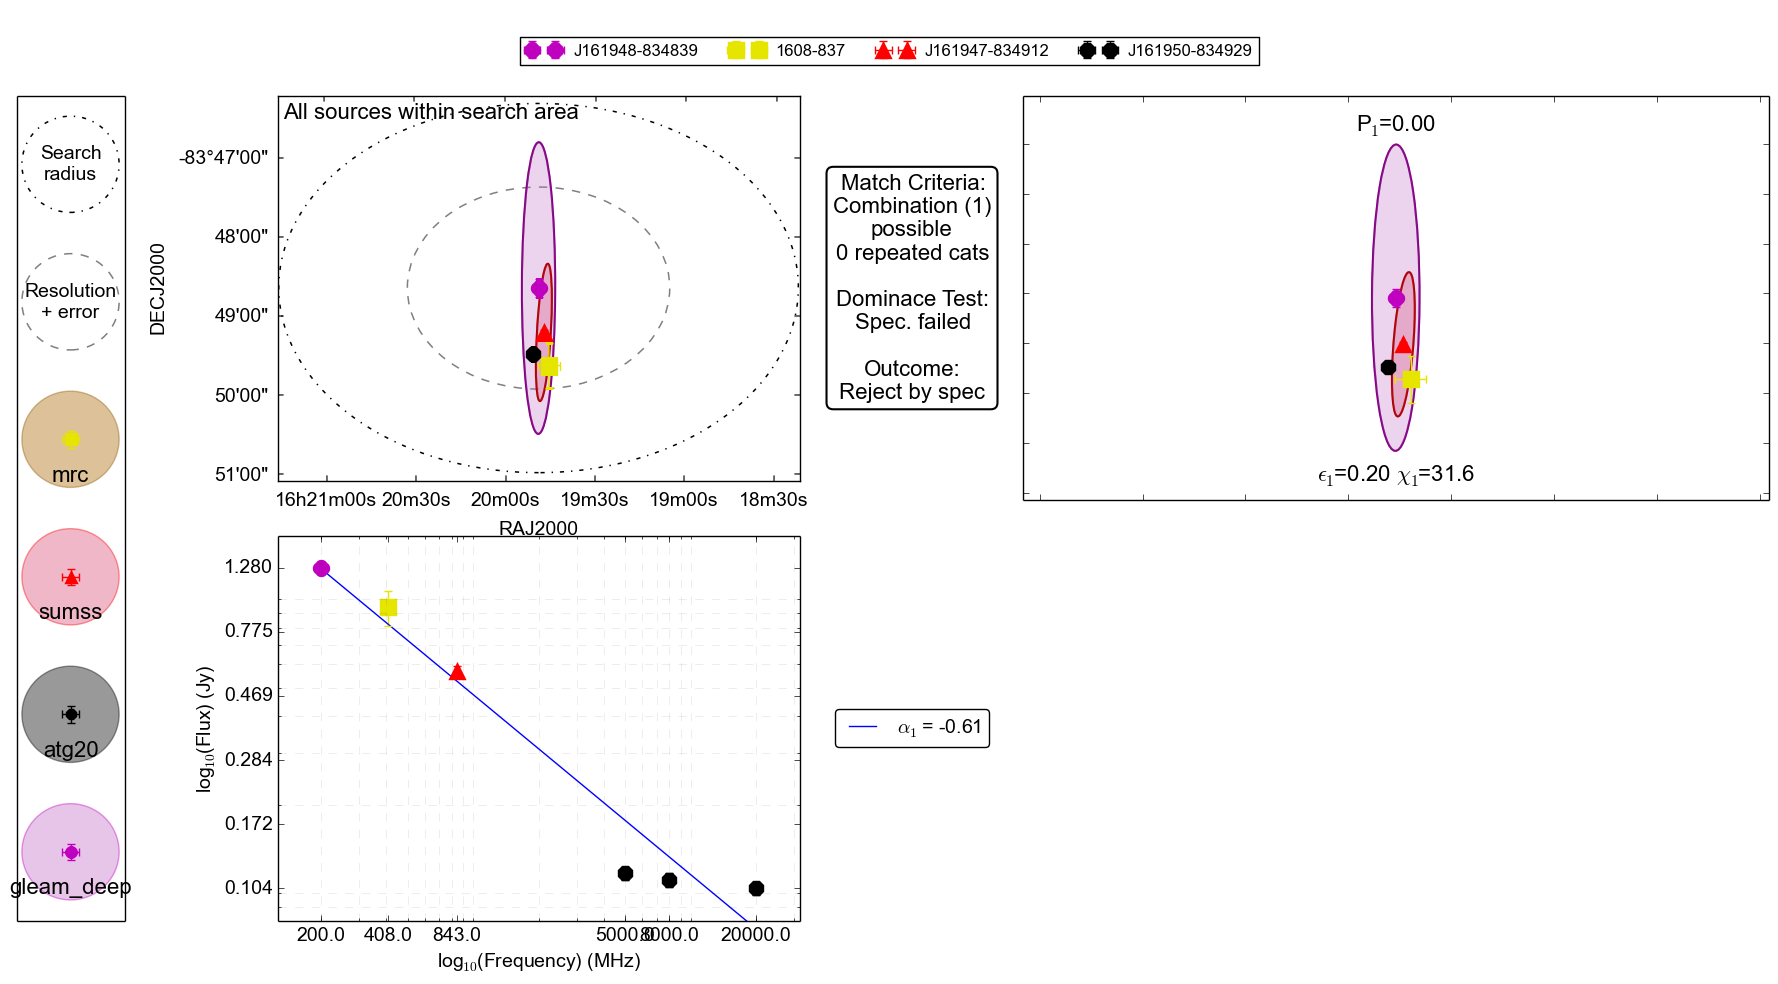 J161948-834839
1608-837
J161947-834912
J161950-834929
Search
radius
Resolution
+ error
mrc
sumss
atg20
gleam_deep
All sources within search area
DECJ2000
-83°47'00"
48'00"
49'00"
50'00"
51'00"
16h21m00s
20m30s
20m00s
19m30s
19m00s
18m30s
RAJ2000
Match Criteria:
Combination (1)
possible
0 repeated cats
Dominace Test:
Spec. failed
Outcome:
Reject by spec
P1=0.00
ϵ1=0.20 χ1=31.6
log10(Flux) (Jy)
1.280
0.775
0.469
0.284
0.172
0.104
200.0
408.0
843.0
5000.0
8000.0
20000.0
log10(Frequency) (MHz)
α1 = -0.61